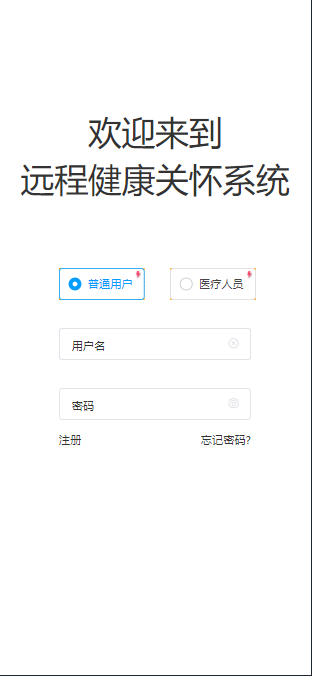 欢迎来到
远程健康关怀系统
普通用户 医疗人员
用户名
密码
注册 忘记密码?